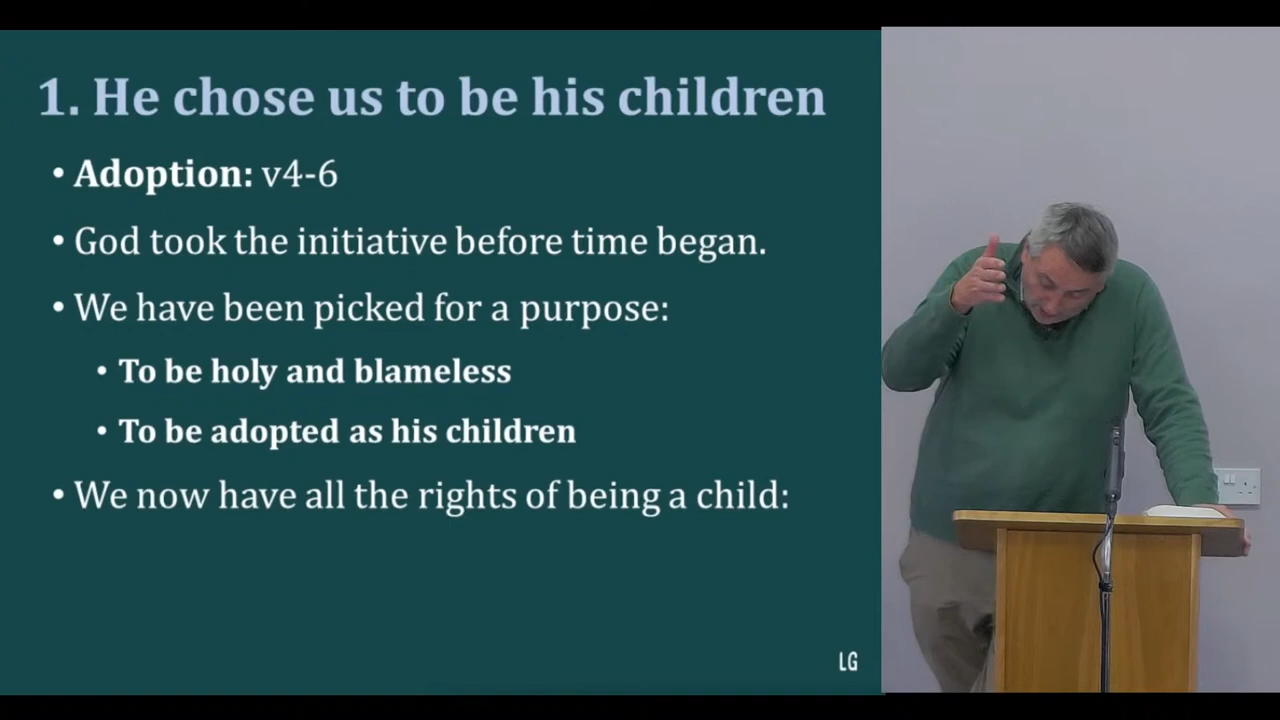 1. He chose us to be his children
• Adoption: v4-6
• God took the initiative before time began.
• We have been picked for a purpose:
• To be holy and blameless
• To be adopted as his children
• We now have all the rights of being a child:
LG